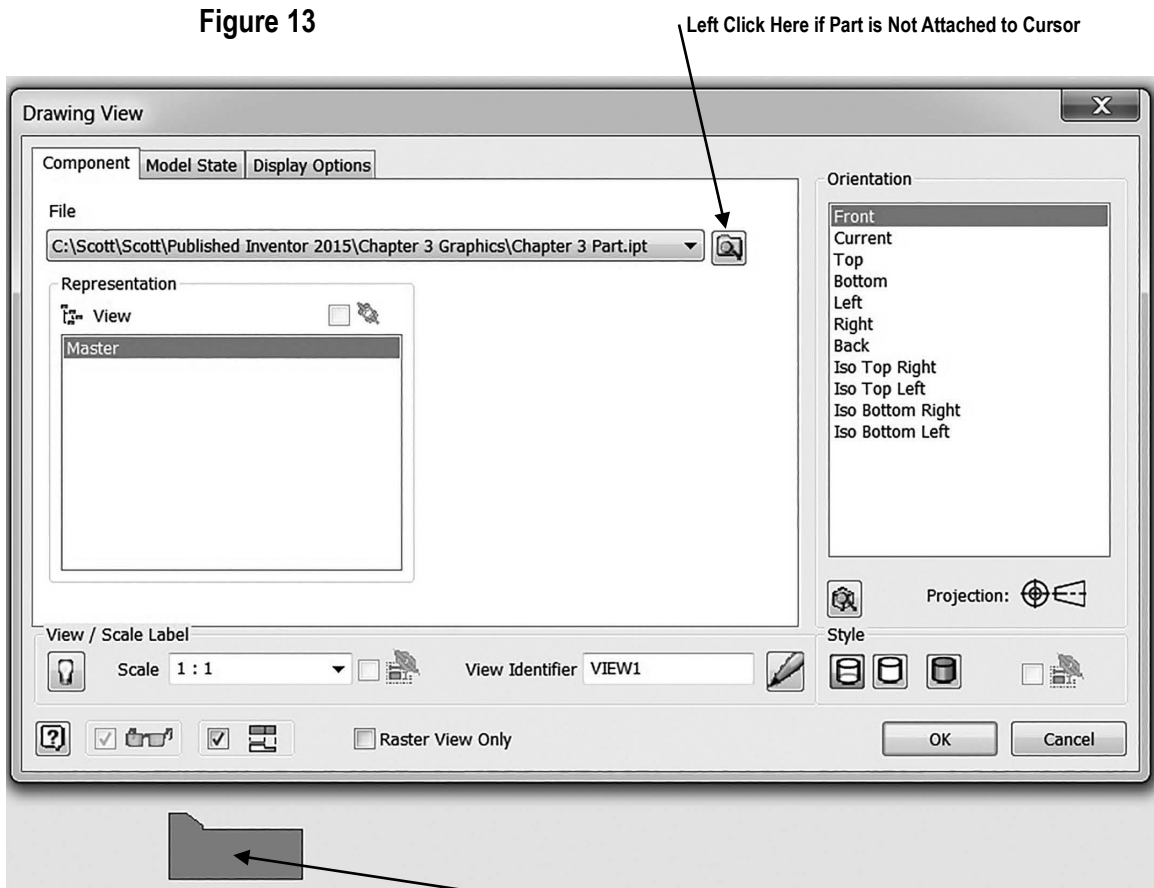 Figure 13
Left Click Here if Part is Not Attached to Cursor
Drawing View
X
Component Model State Display Options
Orientation
File
C:\Scott\Scott\Published Inventor 2015\Chapter 3 Graphics\Chapter 3 Part.ipt
Representation
View
Master
Front
Current
Top
Bottom
Left
Right
Back
Iso Top Right
Iso Top Left
Iso Bottom Right
Iso Bottom Left
Projection:
View / Scale Label
Scale 1 : 1
View Identifier VIEW1
Style
?
Raster View Only
OK Cancel